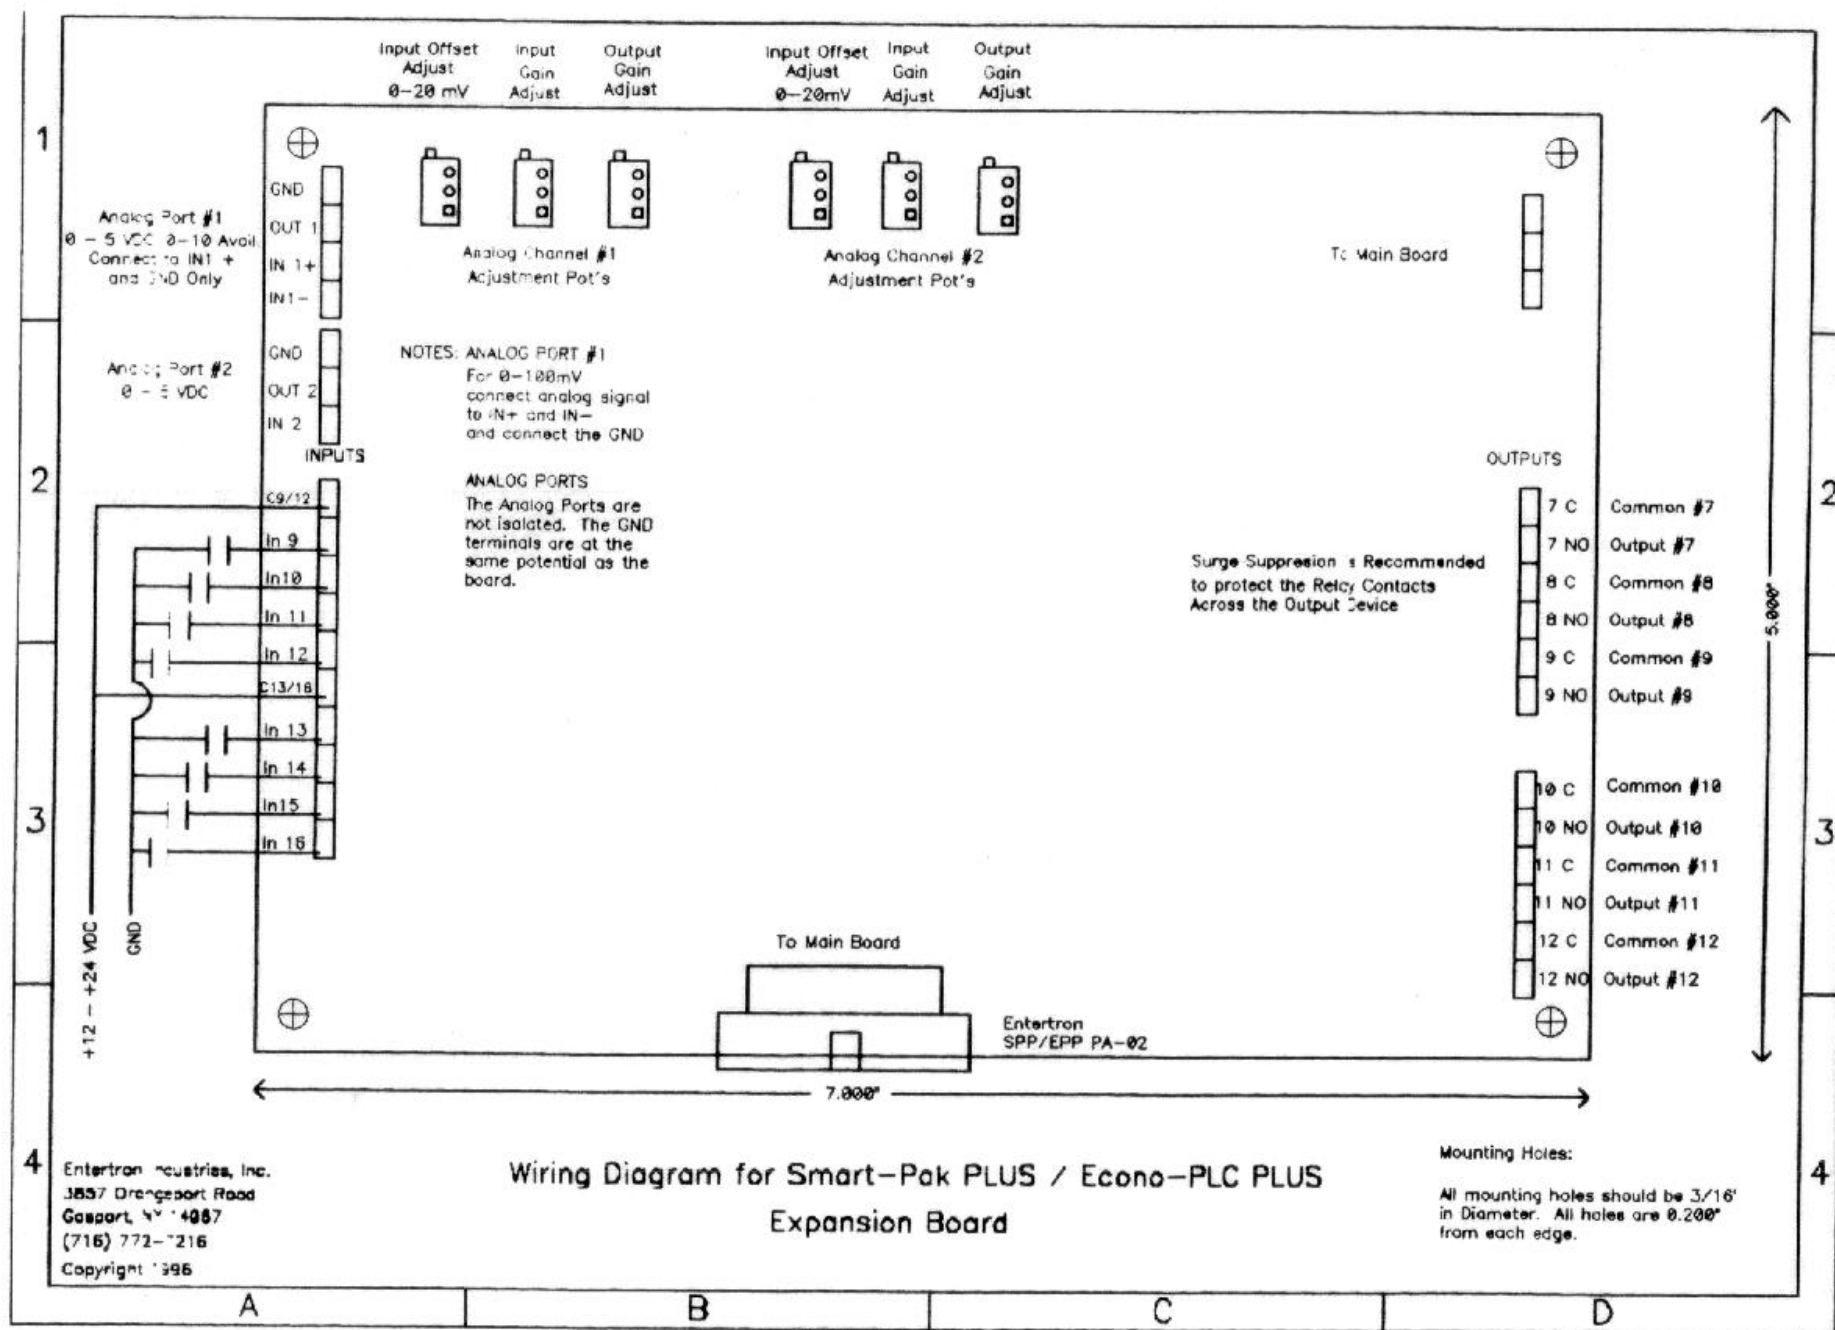 Input Offset
Adjust
0-20 mV
Input
Gain
Adjust
Output
Gain
Adjust
Input Offset
Adjust
0-20mV
Input
Gain
Adjust
Output
Gain
Adjust
1
GND
OUT 1
IN 1+
IN1-
Analog Port #1
0 - 5 VDC 0-10 Avail.
Connect to IN1 +
and GND Only
Analog Channel #1
Adjustment Pot's
Analog Channel #2
Adjustment Pot's
To Main Board
Analog Port #2
0 - 5 VDC
GND
OUT 2
IN 2
NOTES: ANALOG PORT #1
For 0-100mV
connect analog signal
to IN+ and IN-
and connect the GND
ANALOG PORTS
The Analog Ports are
not isolated. The GND
terminals are at the
same potential as the
board.
2
2
INPUTS
C9/12
In 9
In10
In 11
In 12
C13/16
In 13
In 14
In15
In 16
+12 - +24 VDC
GND
Surge Suppresion is Recommended
to protect the Relay Contacts
Across the Output Device
OUTPUTS
7 C Common #7
7 NO Output #7
8 C Common #8
8 NO Output #8
9 C Common #9
9 NO Output #9
10 C Common #10
10 NO Output #10
11 C Common #11
11 NO Output #11
12 C Common #12
12 NO Output #12
5.000"
3
3
To Main Board
Entertron
SPP/EPP PA-02
7.000"
4
4
Entertron Industries, Inc.
3857 Orangeport Road
Gasport, NY 14067
(716) 772-
Copyright 1996
Wiring Diagram for Smart-Pak PLUS / Econo-PLC PLUS
Expansion Board
Mounting Holes:
All mounting holes should be 3/16"
in Diameter. All holes are 0.200"
from each edge.
A
B
C
D